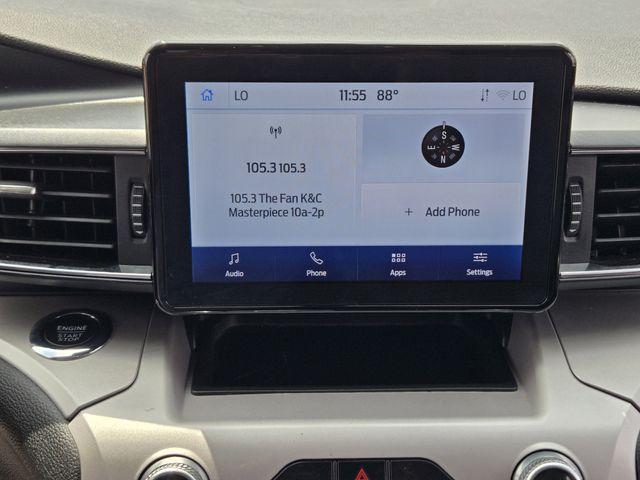 LO 11:55 88° LO
105.3 105.3
105.3 The Fan K&C
Masterpiece 10a-2p
S
E W
N
+ Add Phone
Audio Phone Apps Settings
ENGINE
START
STOP